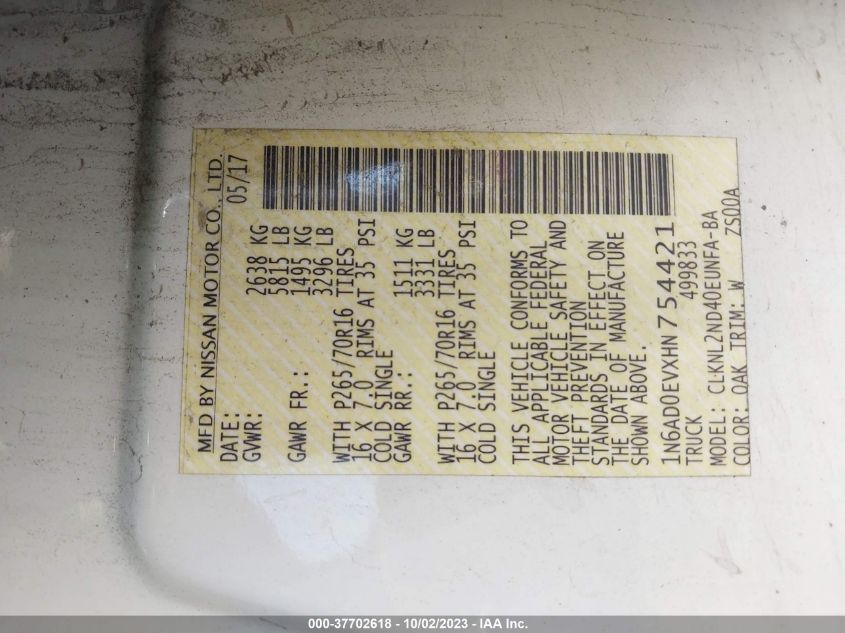 MFD BY NISSAN MOTOR CO., LTD.
DATE: 05/17
GVWR: 2638 KG
5815 LB
GAWR FR.: 1495 KG
3296 LB
WITH P265/70R16 TIRES
16 X 7.0 RIMS AT 35 PSI
COLD SINGLE
GAWR RR.: 1511 KG
3331 LB
WITH P265/70R16 TIRES
16 X 7.0 RIMS AT 35 PSI
COLD SINGLE
THIS VEHICLE CONFORMS TO
ALL APPLICABLE FEDERAL
MOTOR VEHICLE SAFETY AND
THEFT PREVENTION
STANDARDS IN EFFECT ON
THE DATE OF MANUFACTURE
SHOWN ABOVE
1N6AD0EVXHN754421
TRUCK 499833
MODEL: CLKNL2ND40EUNFA-BA
COLOR: QAK TRIM: W ZS00A
000-37702618 - 10/02/2023 - IAA Inc.